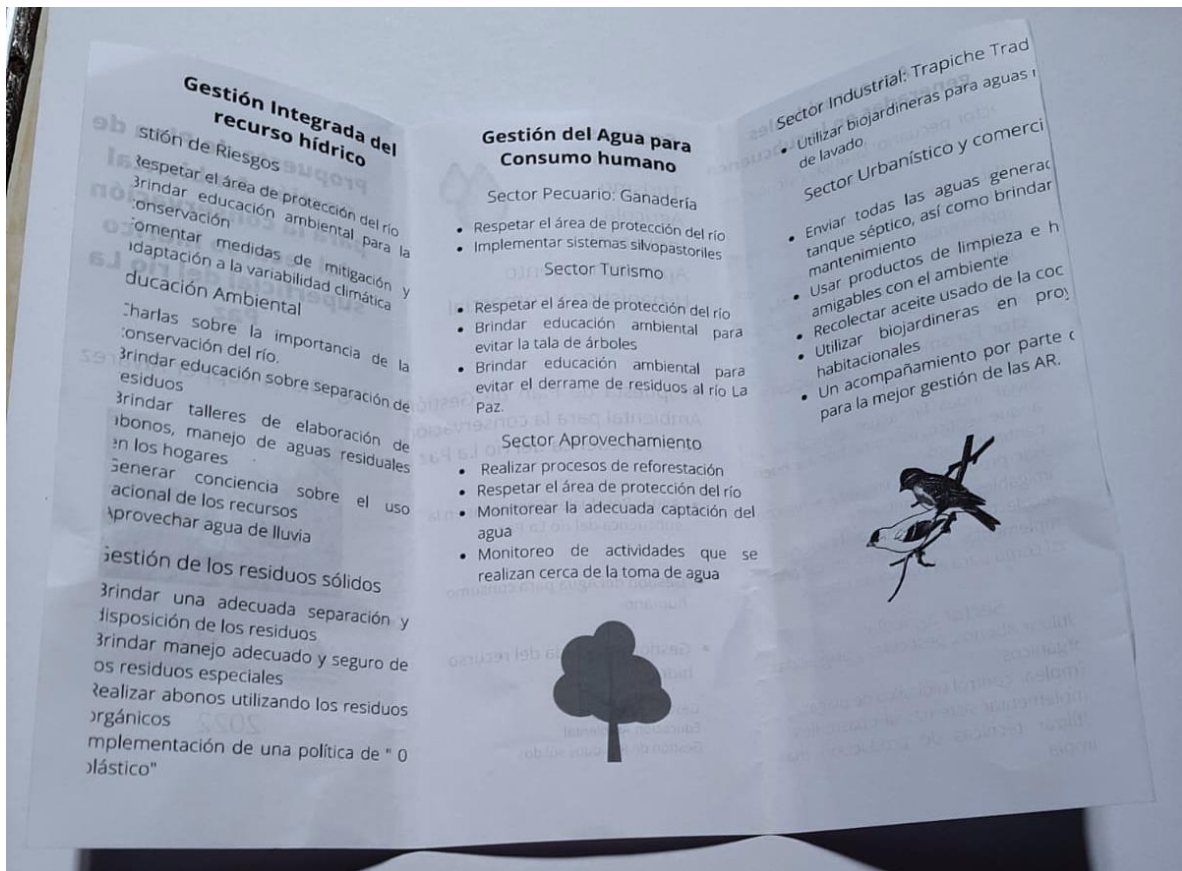 Gestión Integrada del
recurso hídrico
stión de Riesgos
Respetar el área de protección del río
Brindar educación ambiental para la
conservación
omentar medidas de mitigación y
adaptación a la variabilidad climática
ducación Ambiental
Charlas sobre la importancia de la
conservación del río.
Brindar educación sobre separación de
esiduos
Brindar talleres de elaboración de
abonos, manejo de aguas residuales
en los hogares
Generar conciencia sobre el uso
acional de los recursos
Aprovechar agua de lluvia
Gestión de los residuos sólidos
Brindar una adecuada separación y
disposición de los residuos
Brindar manejo adecuado y seguro de
os residuos especiales
Realizar abonos utilizando los residuos
orgánicos
mplementación de una política de " 0
plástico"
Gestión del Agua para
Consumo humano
Sector Pecuario: Ganadería
• Respetar el área de protección del río
• Implementar sistemas silvopastoriles
Sector Turismo
• Respetar el área de protección del río
• Brindar educación ambiental para
evitar la tala de árboles
• Brindar educación ambiental para
evitar el derrame de residuos al río La
Paz.
Sector Aprovechamiento
• Realizar procesos de reforestación
• Respetar el área de protección del río
• Monitorear la adecuada captación del
agua
• Monitoreo de actividades que se
realizan cerca de la toma de agua
Sector Industrial: Trapiche Trad
• Utilizar biojardineras para aguas
de lavado
Sector Urbanístico y comerci
• Enviar todas las aguas generad
tanque séptico, así como brindar
mantenimiento
• Usar productos de limpieza e h
amigables con el ambiente
• Recolectar aceite usado de la coc
• Utilizar biojardineras en proy
habitacionales
• Un acompañamiento por parte
para la mejor gestión de las AR.